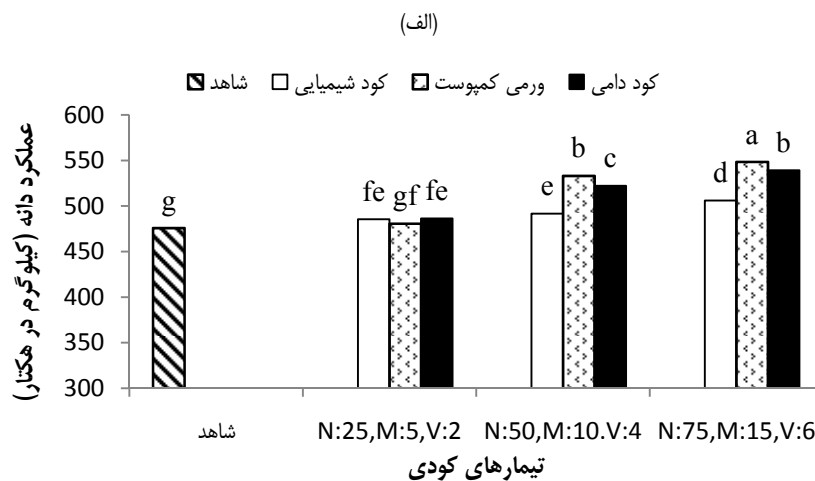 (الف)
شاهد کود شیمیایی ورمی کمپوست کود دامی
عملکرد دانه (کیلوگرم در هکتار)
600
550
500
450
400
350
300
g
fe gf fe
e b c
d a b
شاهد N:25,M:5,V:2 N:50,M:10.V:4 N:75,M:15,V:6
تیمارهای کودی